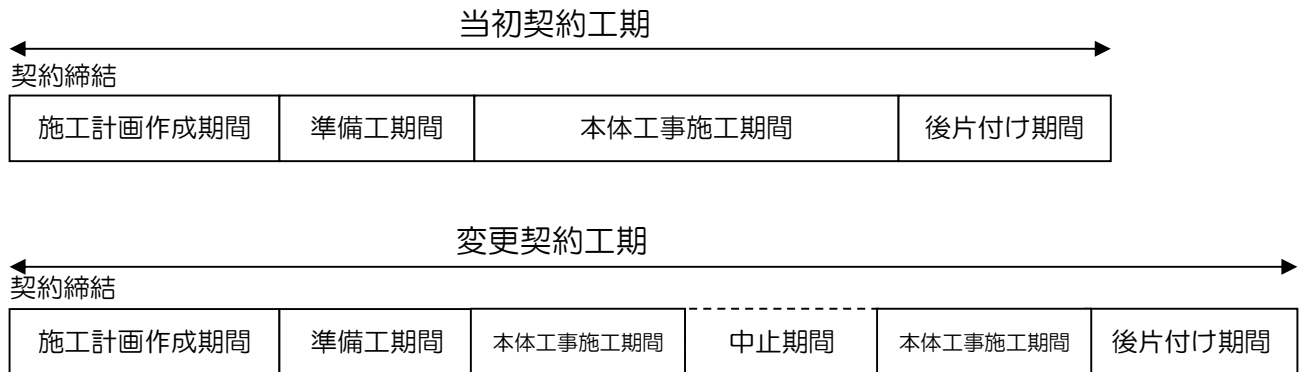 当初契約工期
契約締結
施工計画作成期間 準備工期間 本体工事施工期間 後片付け期間
変更契約工期
契約締結
施工計画作成期間 準備工期間 本体工事施工期間 中止期間 本体工事施工期間 後片付け期間